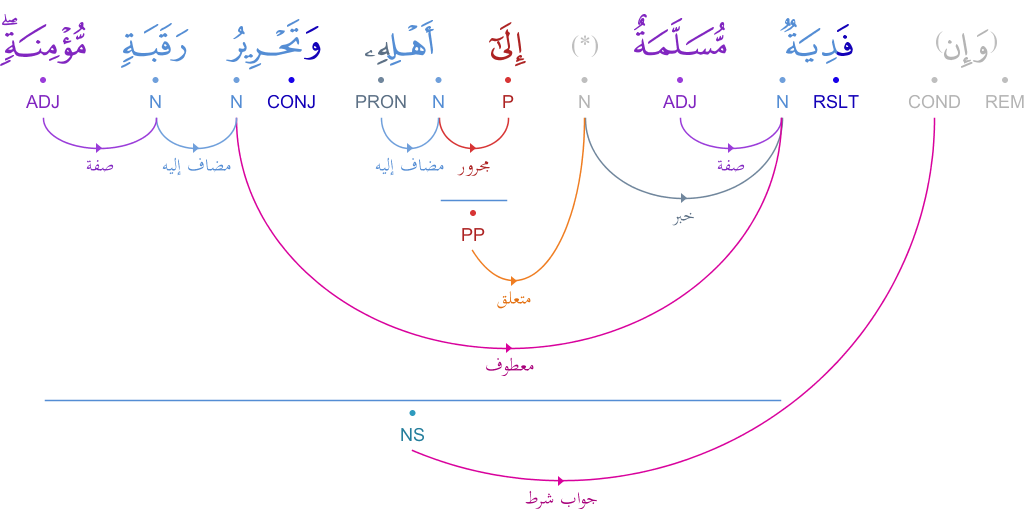 (وَإِن) فَدِيَةٌ مُّسَلَّمَةٌ (*) إِلَىٰٓ أَهْلِهِۦ وَتَحْرِيرُ رَقَبَةٍ مُّؤْمِنَةٍ ۖ
REM COND RSLT N ADJ N P N PRON CONJ N N ADJ
صفة مجرور مضاف إليه مضاف إليه صفة
خبر
PP
متعلق
معطوف
NS
جواب شرط